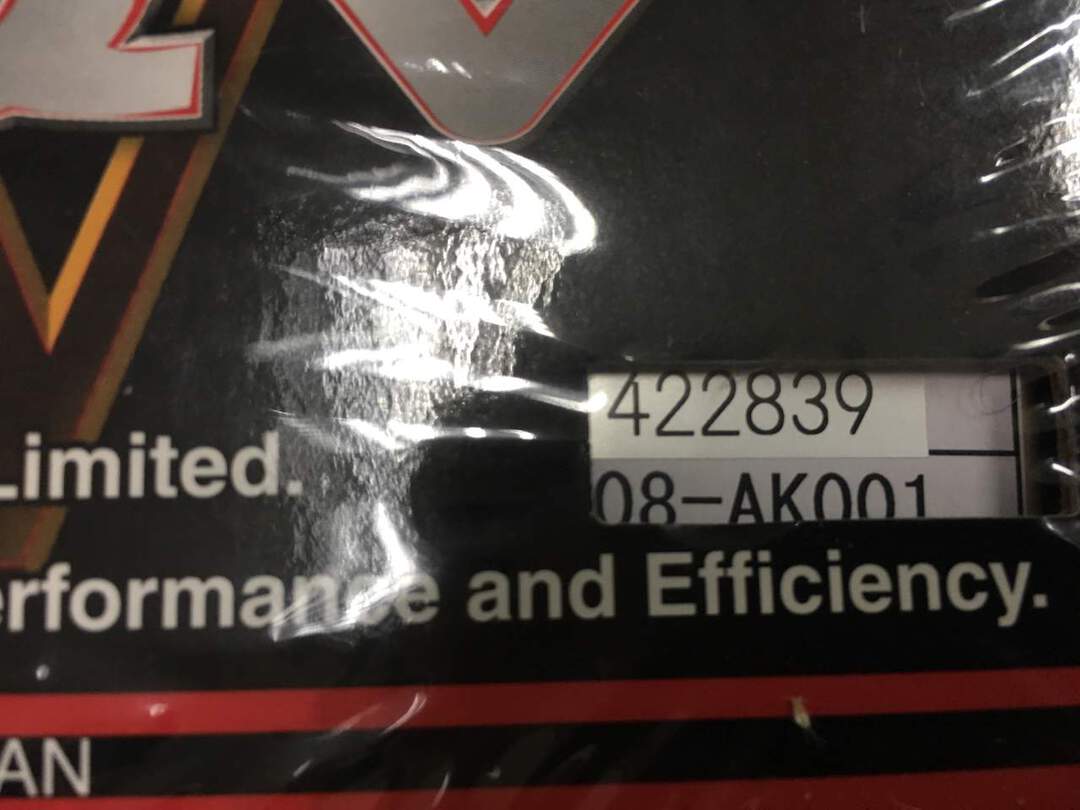 422839
08-AK001
Limited.
erformance and Efficiency.
AN